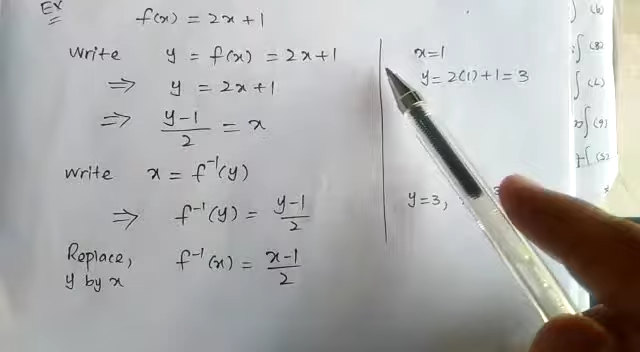 Ex
f(x) = 2x+1
Write y = f(x) = 2x+1
⇒ y = 2x+1
⇒ (y-1)/2 = x
Write x = f⁻¹(y)
⇒ f⁻¹(y) = (y-1)/2
Replace, y by x f⁻¹(x) = (x-1)/2
x=1
y = 2(1)+1 = 3
y=3,